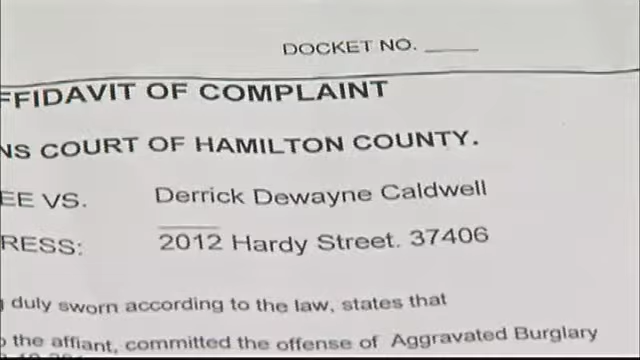 DOCKET NO. ____
FFIDAVIT OF COMPLAINT
NS COURT OF HAMILTON COUNTY.
EE VS. Derrick Dewayne Caldwell
RESS: 2012 Hardy Street. 37406
duly sworn according to the law, states that
the affiant, committed the offense of Aggravated Burglary